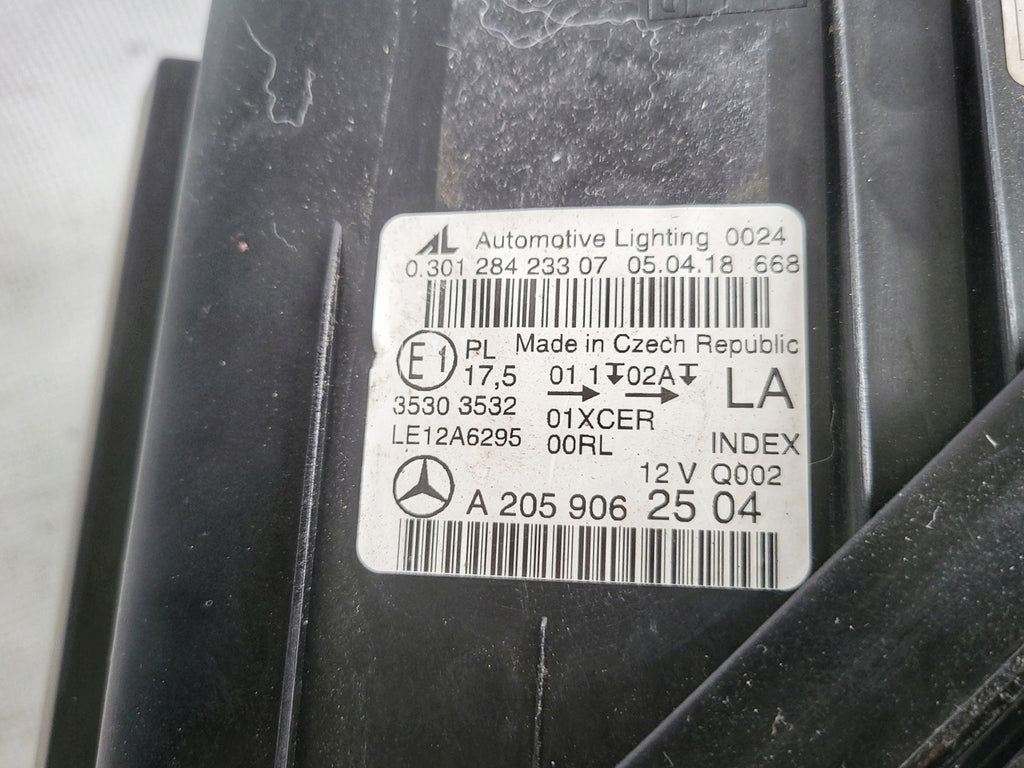 AL Automotive Lighting 0024
0.301 284 233 07 05.04.18 668
E1 PL Made in Czech Republic
17,5 01,1 02A LA
3530 3532
01XCER
LE12A6295 00RL INDEX
12 V Q002
A 205 906 25 04